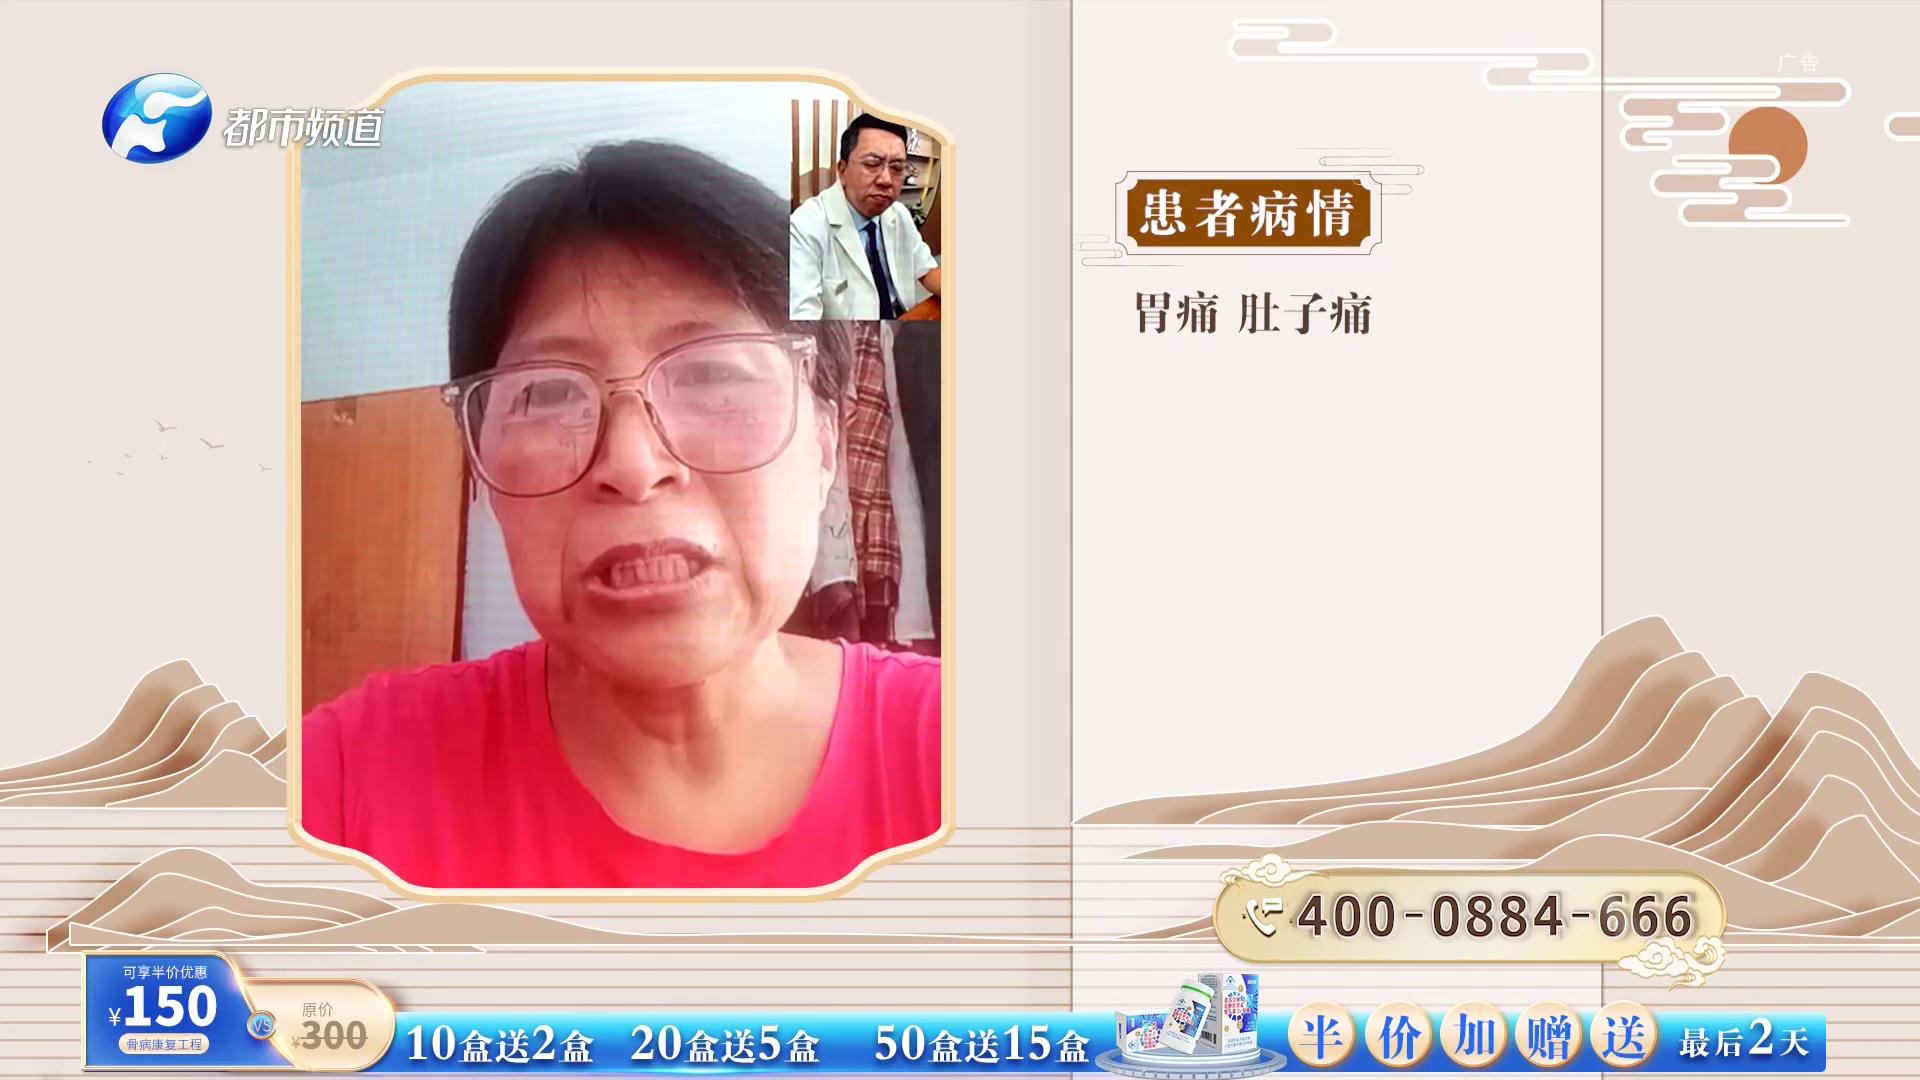 都市频道
广告
患者病情
胃痛 肚子痛
400-0884-666
可享半价优惠
¥150
骨病康复工程
VS
原价
¥300
10盒送2盒 20盒送5盒 50盒送15盒
半价加赠送
最后2天